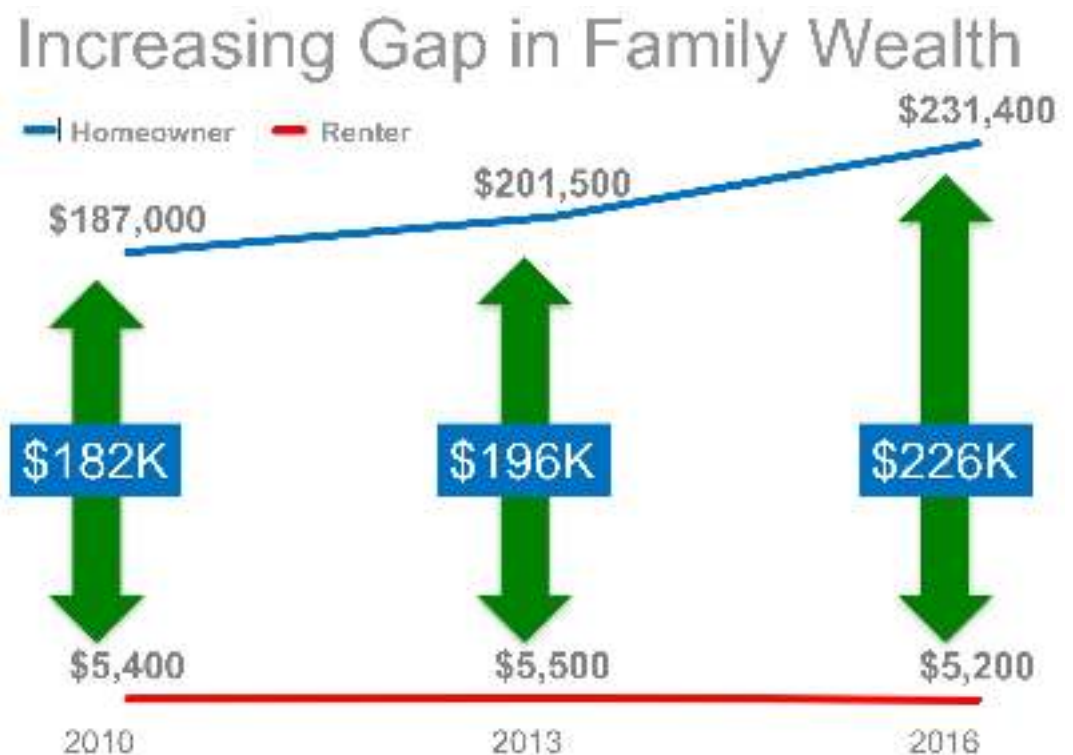 Increasing Gap in Family Wealth
Homeowner Renter
$231,400
$201,500
$187,000
$182K $196K $226K
$5,400 $5,500 $5,200
2010 2013 2016